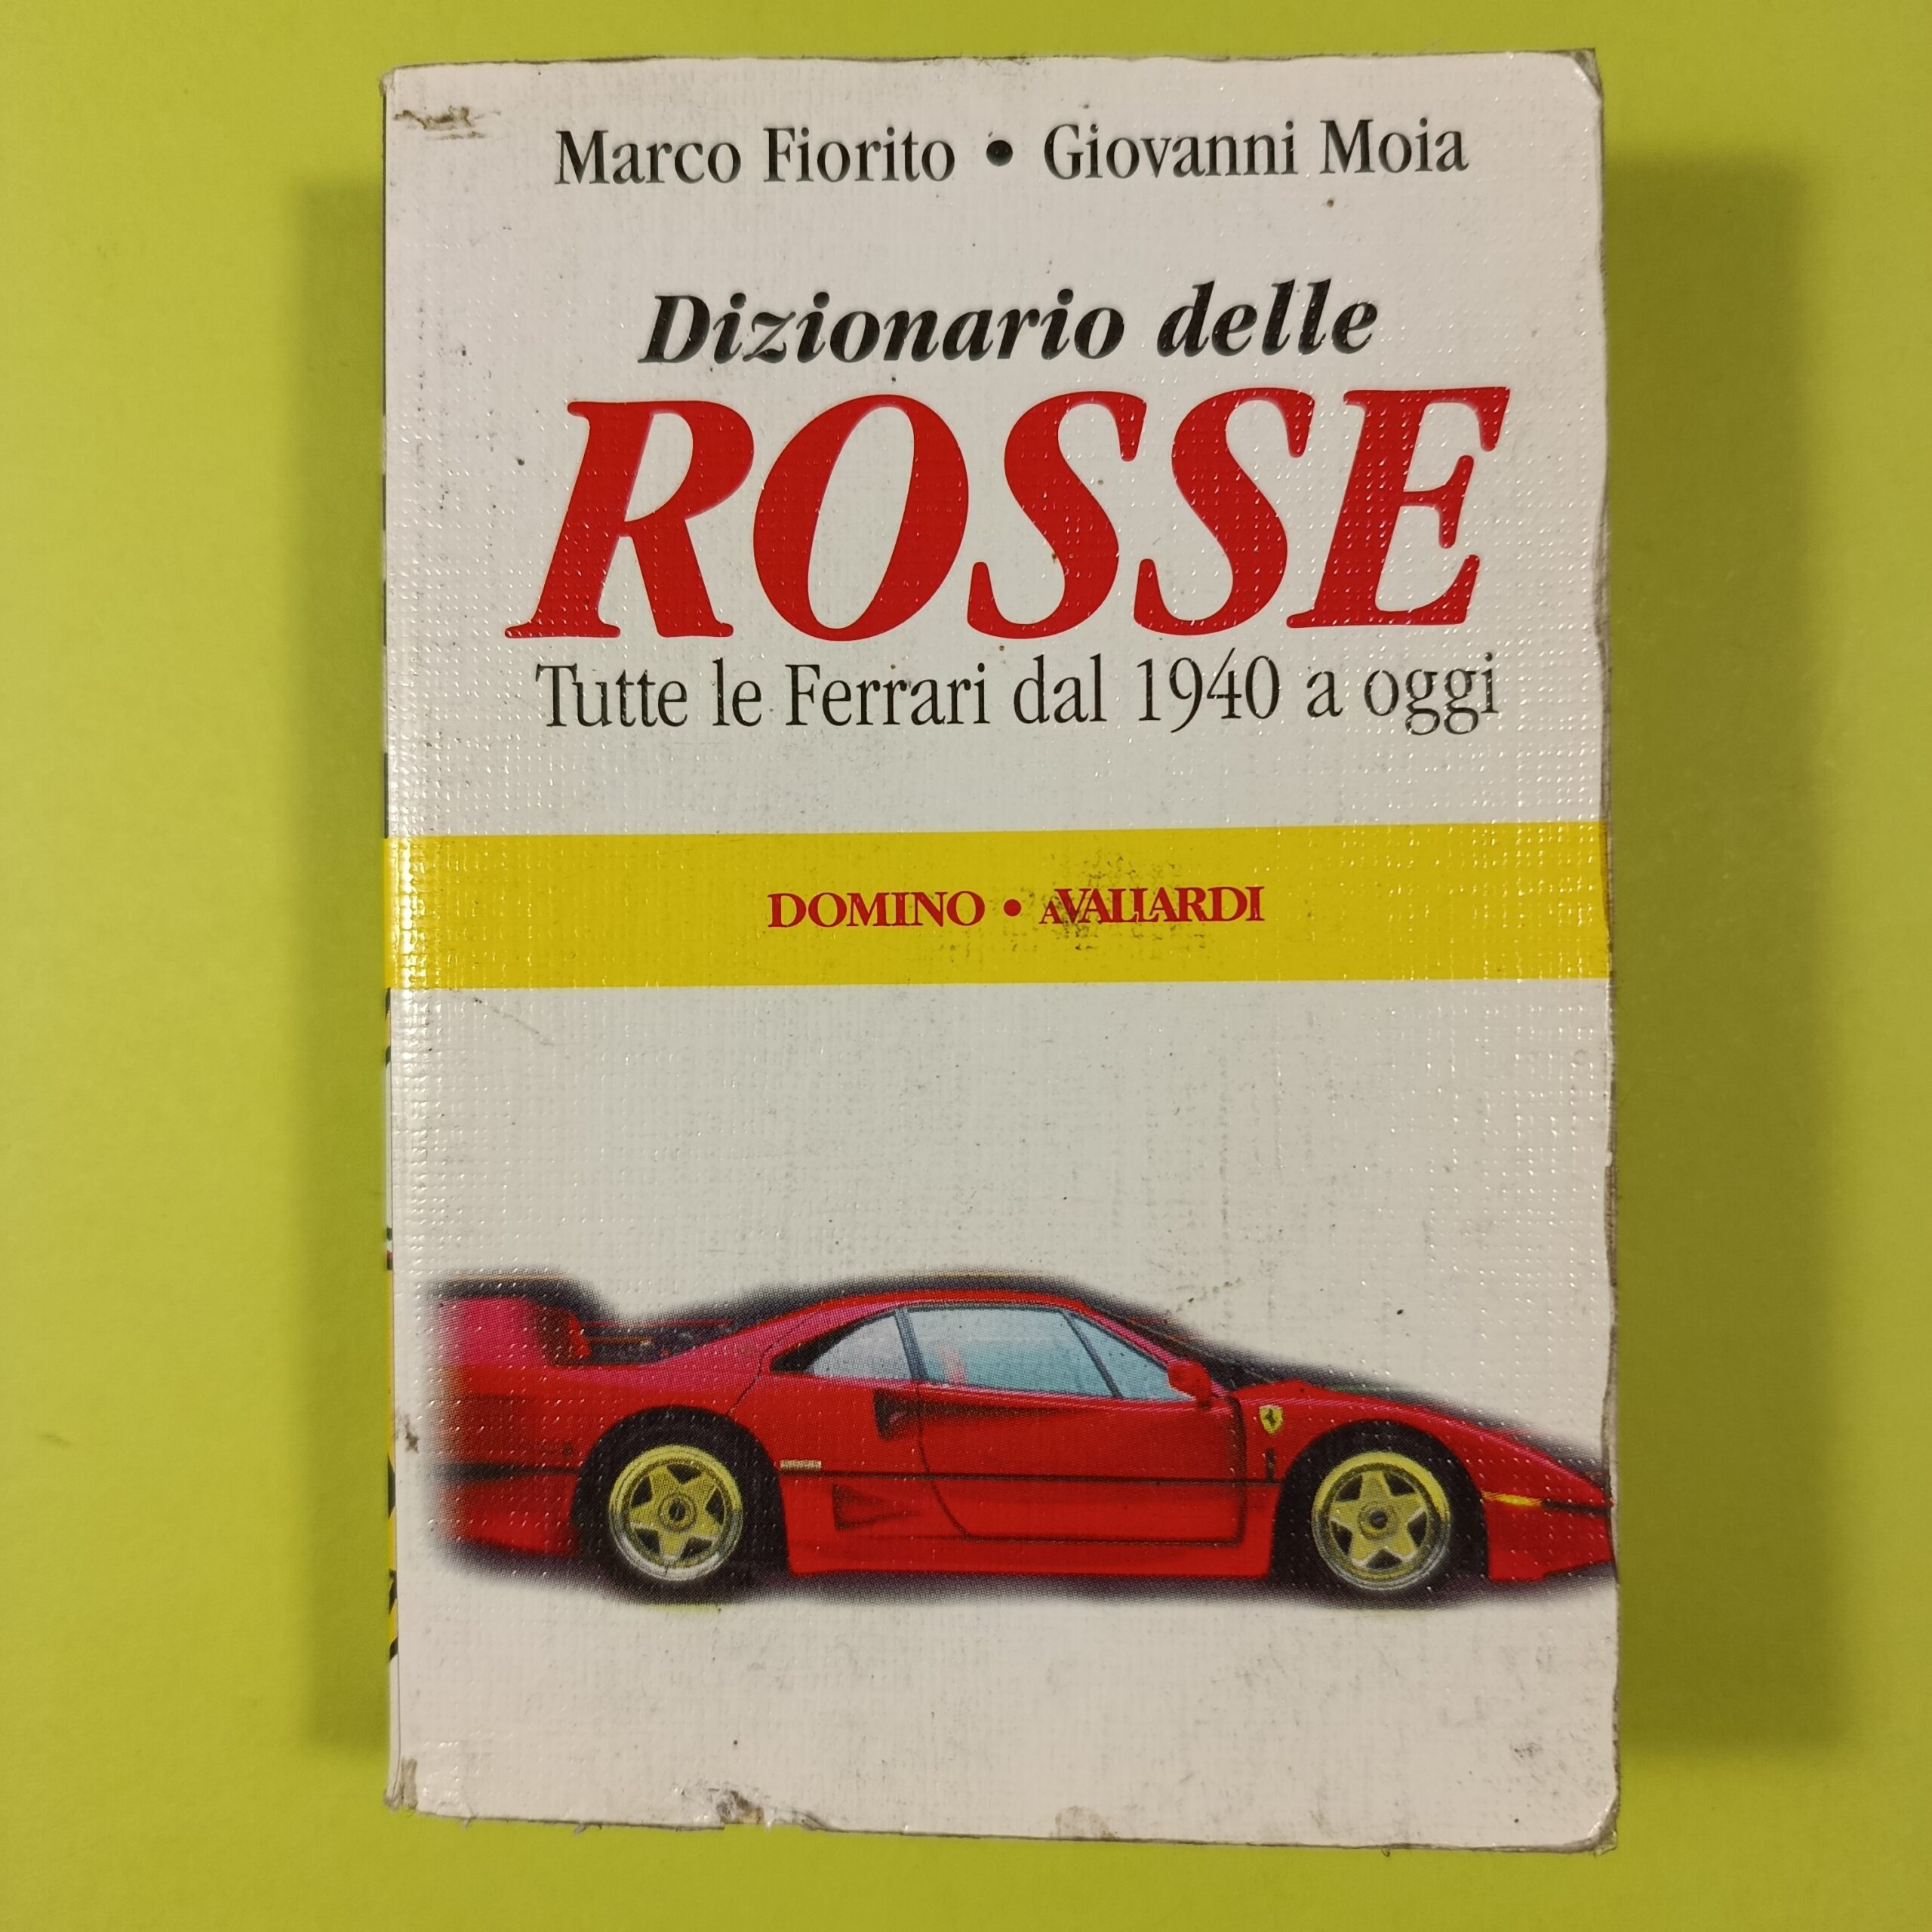 Marco Fiorito • Giovanni Moia
Dizionario delle
ROSSE
Tutte le Ferrari dal 1940 a oggi
DOMINO • AVALLARDI